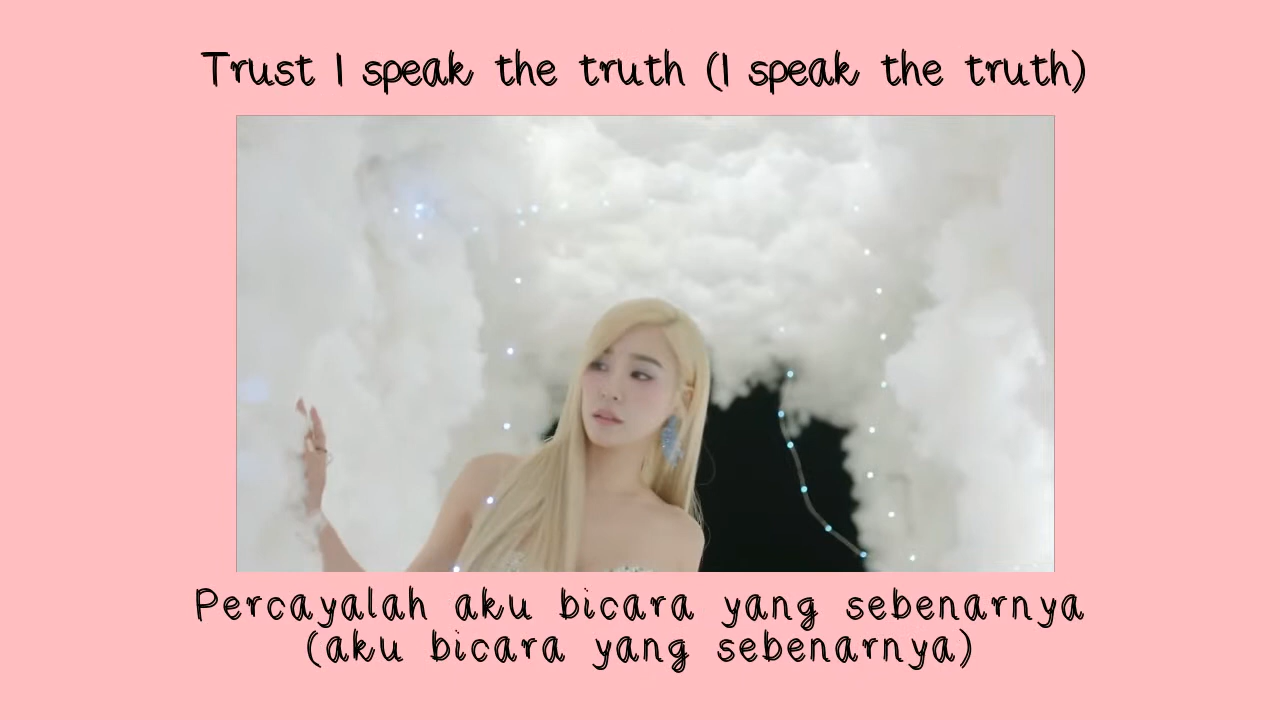 Trust I speak the truth (I speak the truth)
Percayalah aku bicara yang sebenarnya
(aku bicara yang sebenarnya)